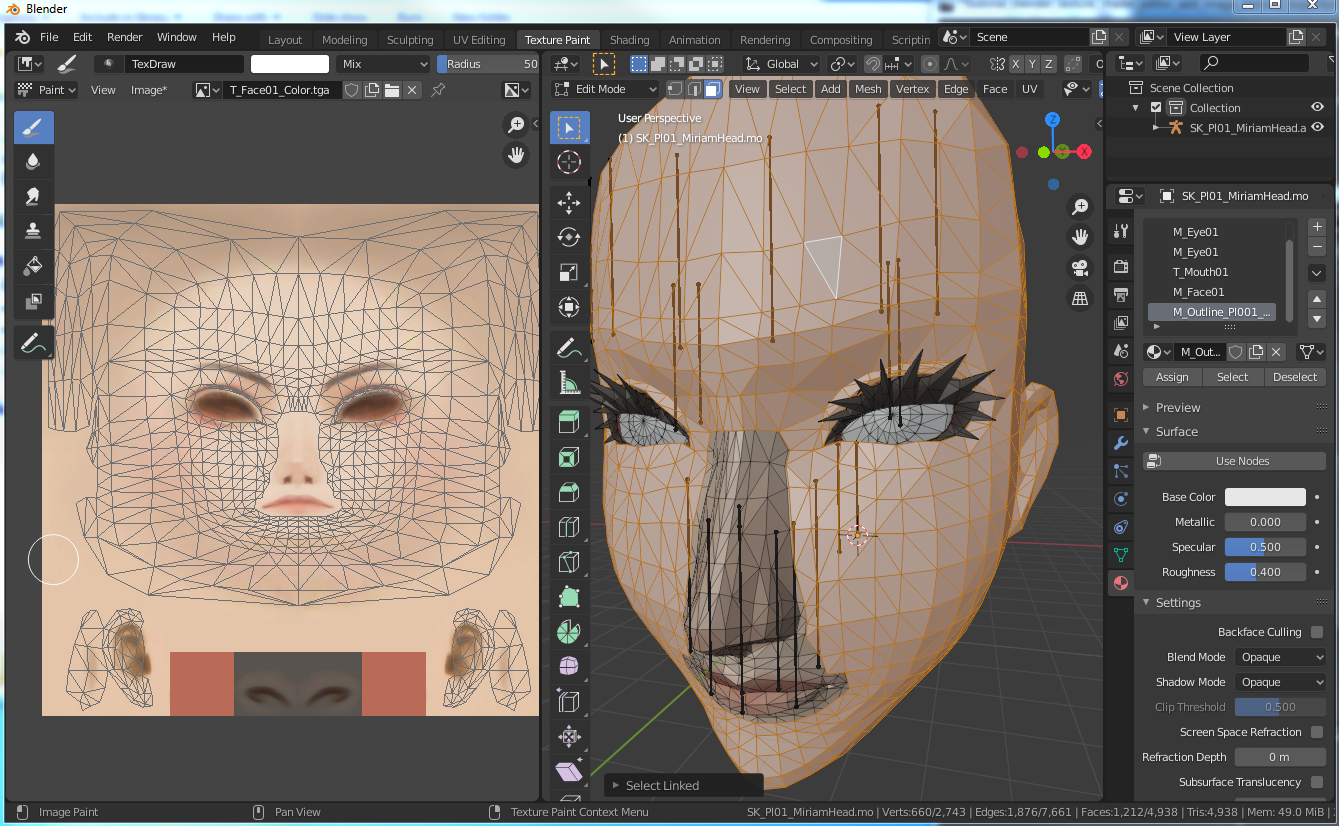 Blender
File Edit Render Window Help Layout Modeling Sculpting UV Editing Texture Paint Shading Animation Rendering Compositing Scriptin Scene View Layer
TexDraw Mix Radius 50 Global X Y Z
Paint View Image* T_Face01_Color.tga Edit Mode View Select Add Mesh Vertex Edge Face UV
Scene Collection
Collection
SK_Pl01_MiriamHead.a
User Perspective
(1) SK_Pl01_MiriamHead.mo
Z
X
SK_Pl01_MiriamHead.mo
M_Eye01
M_Eye01
T_Mouth01
M_Face01
M_Outline_Pl001_...
M_Out...
Assign Select Deselect
Preview
Surface
Use Nodes
Base Color
Metallic 0.000
Specular 0.500
Roughness 0.400
Settings
Backface Culling
Blend Mode Opaque
Shadow Mode Opaque
Clip Threshold 0.500
Screen Space Refraction
Refraction Depth 0 m
Subsurface Translucency
Select Linked
Image Paint Pan View Texture Paint Context Menu SK_Pl01_MiriamHead.mo | Verts:660/2,743 | Edges:1,876/7,661 | Faces:1,212/4,938 | Tris:4,938 | Mem: 49.0 MiB |